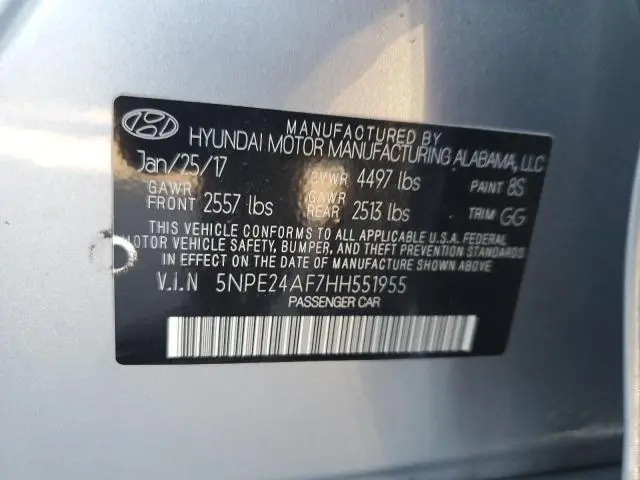 MANUFACTURED BY
HYUNDAI MOTOR MANUFACTURING ALABAMA, LLC
Jan/25/17 GVWR 4497 lbs PAINT 8S
GAWR FRONT 2557 lbs GAWR REAR 2513 lbs TRIM GG
THIS VEHICLE CONFORMS TO ALL APPLICABLE U.S.A. FEDERAL
MOTOR VEHICLE SAFETY, BUMPER, AND THEFT PREVENTION STANDARDS
IN EFFECT ON THE DATE OF MANUFACTURE SHOWN ABOVE
V.I.N 5NPE24AF7HH551955
PASSENGER CAR